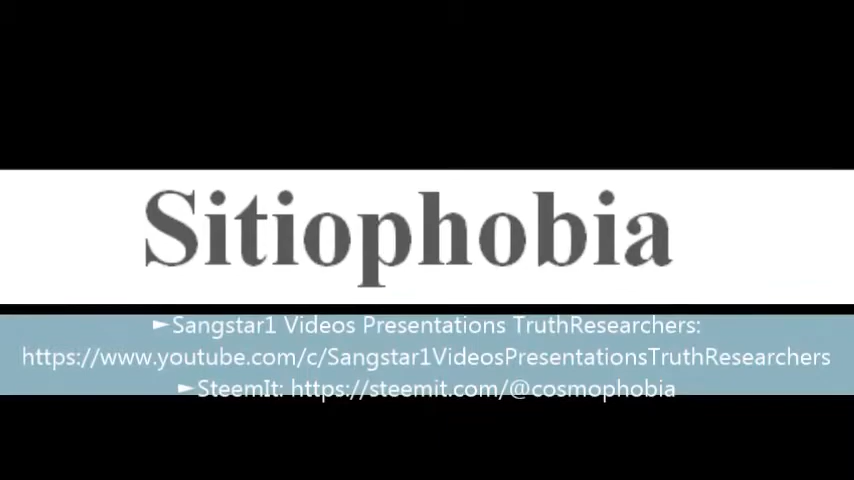 Sitiophobia
►Sangstar1 Videos Presentations TruthResearchers:
https://www.youtube.com/c/Sangstar1VideosPresentationsTruthResearchers
►SteemIt: https://steemit.com/@cosmophobia